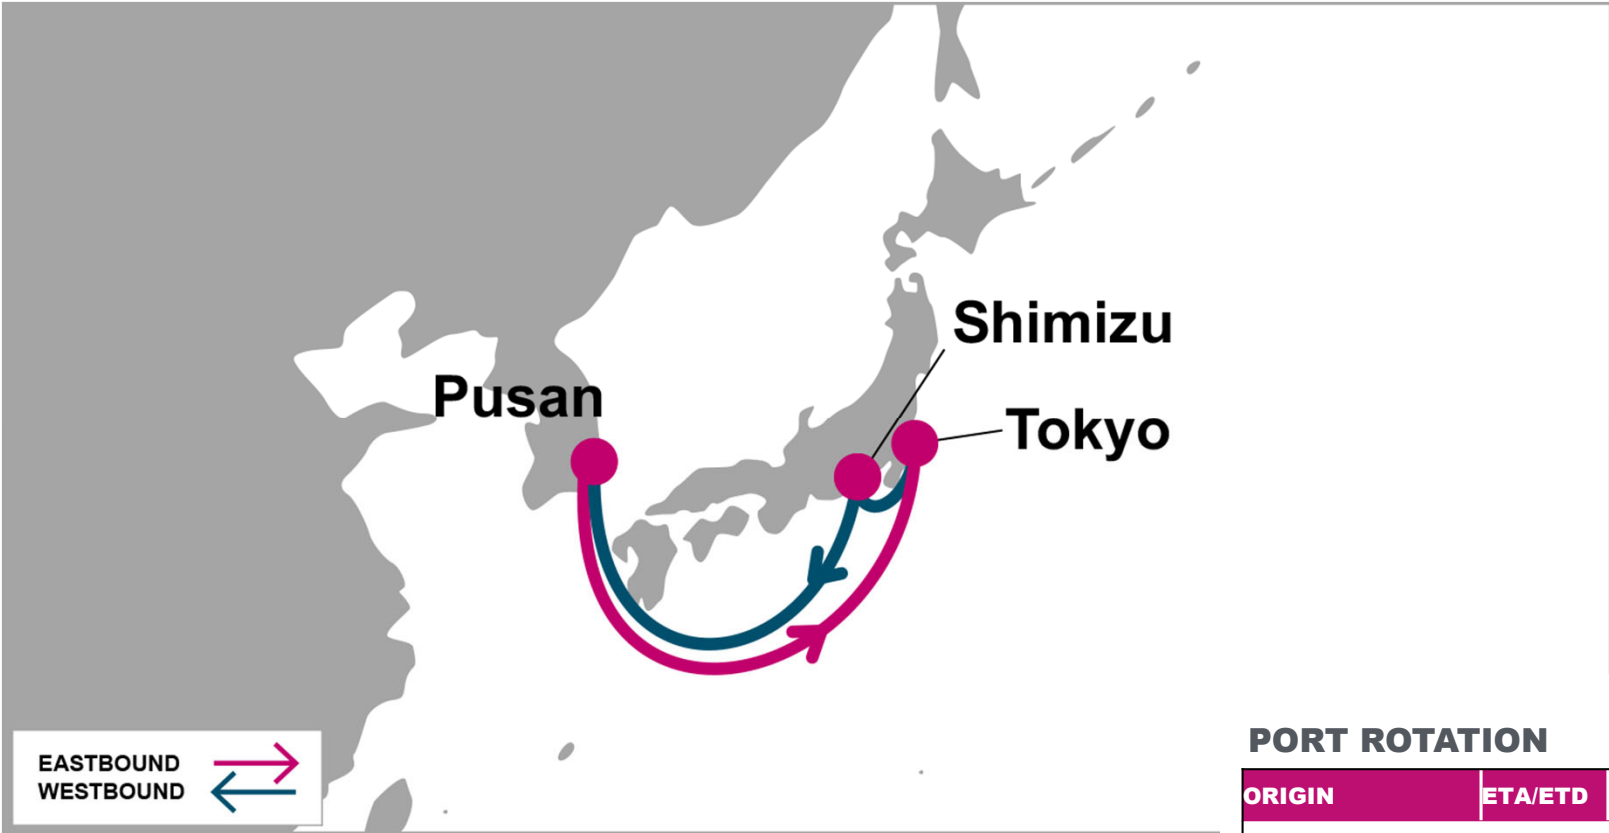 Shimizu
Pusan
Tokyo
EASTBOUND
WESTBOUND
PORT ROTATION
ORIGIN ETA/ETD